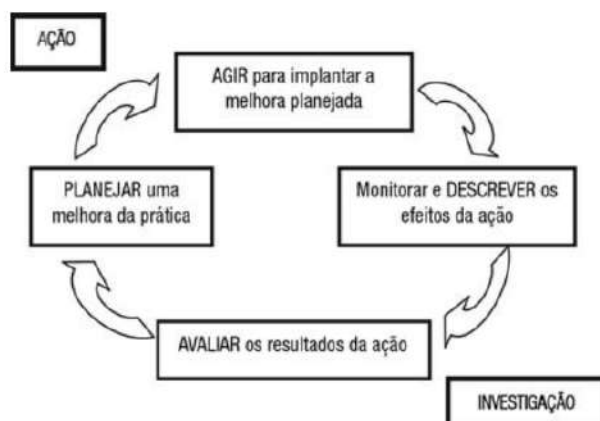 AÇÃO
AGIR para implantar a
melhora planejada
PLANEJAR uma
melhora da prática
Monitorar e DESCREVER os
efeitos da ação
AVALIAR os resultados da ação
INVESTIGAÇÃO